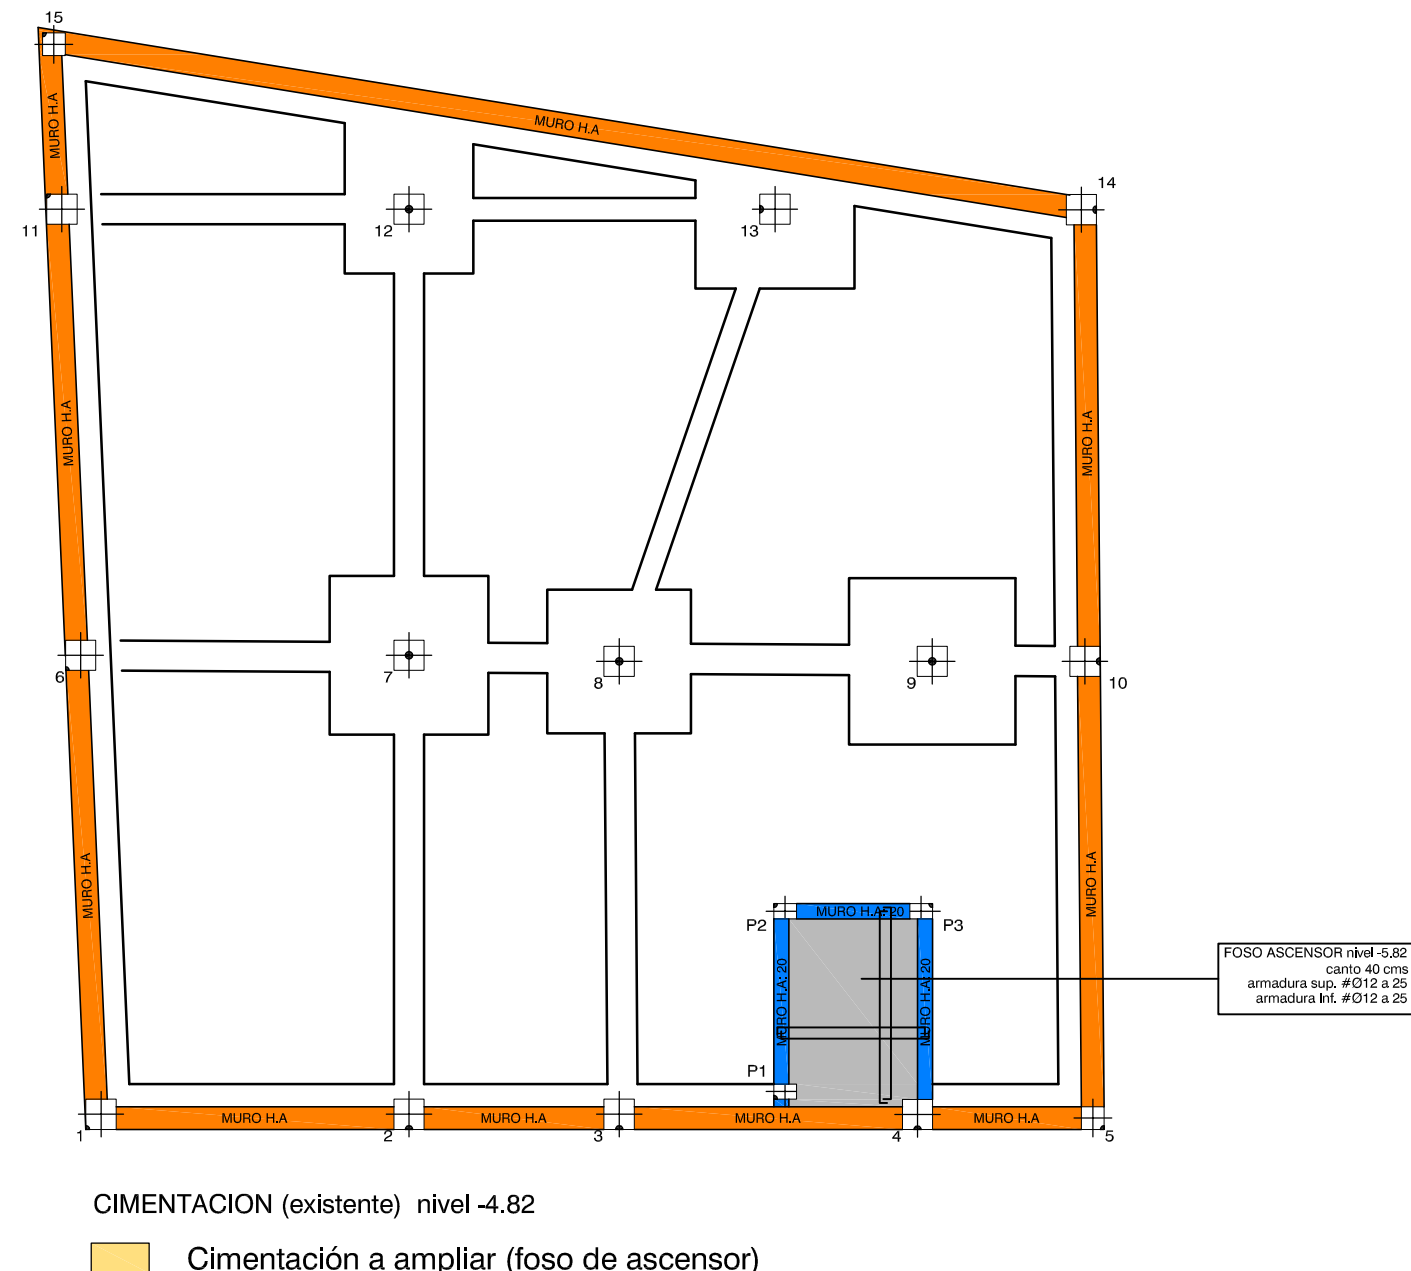 15
MURO H.A
MURO H.A
14
11
12
13
MURO H.A
MURO H.A
6
7
8
9
10
MURO H.A
MURO H.A
P2
MURO H.A: 20
P3
MURO H.A: 20
MURO H.A: 20
FOSO ASCENSOR nivel -5.82
canto 40 cms
armadura sup. #Ø12 a 25
armadura Inf. #Ø12 a 25
P1
1
MURO H.A
2
MURO H.A
3
MURO H.A
4
MURO H.A
5
CIMENTACION (existente) nivel -4.82
Cimentación a ampliar (foso de ascensor)